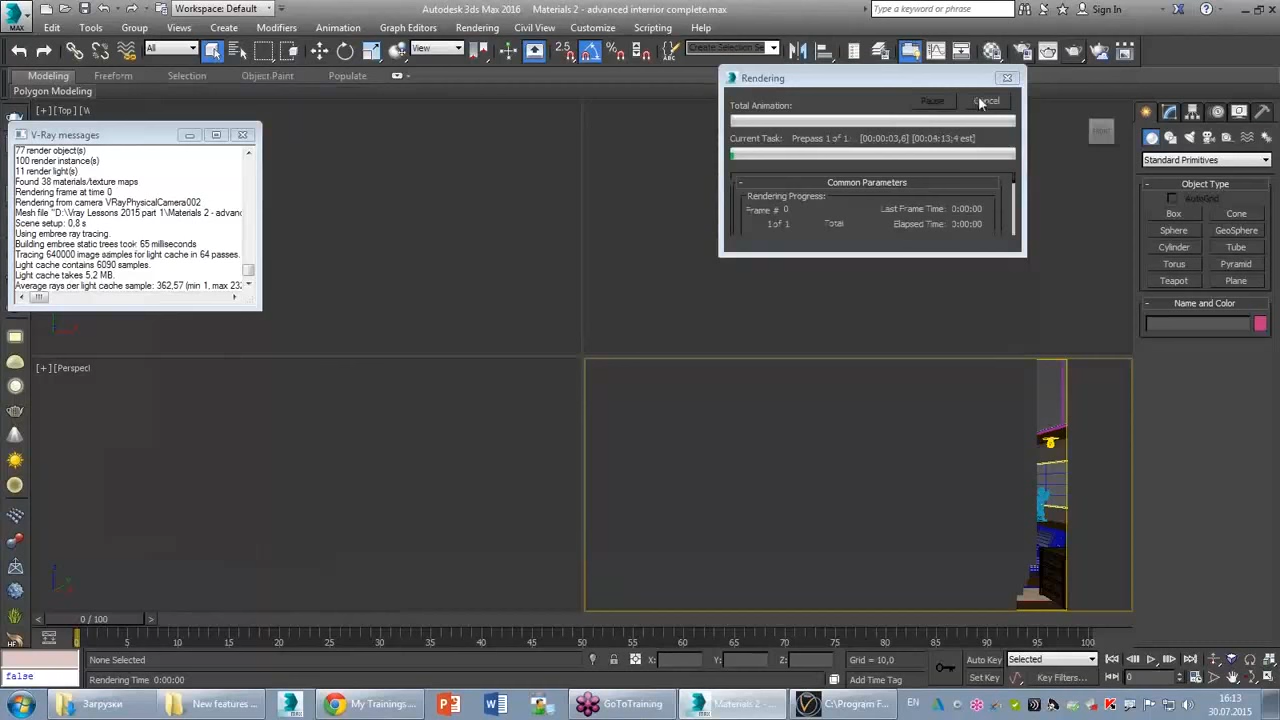 Workspace: Default
Autodesk 3ds Max 2016
Materials 2 - advanced interrior complete.max
Type a keyword or phrase
Sign In
MAX
Edit
Tools
Group
Views
Create
Modifiers
Animation
Graph Editors
Rendering
Civil View
Customize
Scripting
Help
All
View
Create Selection Se
Modeling
Freeform
Selection
Object Paint
Populate
Polygon Modeling
[+] [Top] [W
Rendering
Total Animation:
Pause
Cancel
Current Task:
Prepass 1 of 1
[00:00:03,6] [00:04:13;4 est]
Common Parameters
Rendering Progress:
Frame # 0
Last Frame Time: 0:00:00
1 of 1
Total
Elapsed Time: 0:00:00
V-Ray messages
77 render object(s)
100 render instance(s)
11 render light(s)
Found 38 materials/texture maps
Rendering frame at time 0
Rendering from camera VRayPhysicalCamera002
Mesh file "D:\Vray Lessons 2015 part 1\Materials 2 - advanc
Scene setup: 0,8 s
Using embree ray tracing.
Building embree static trees took 65 milliseconds
Tracing 640000 image samples for light cache in 64 passes.
Light cache contains 6090 samples.
Light cache takes 5,2 MB.
Average rays per light cache sample: 362,57 (min 1, max 232
FRONT
Standard Primitives
Object Type
AutoGrid
Box
Cone
Sphere
GeoSphere
Cylinder
Tube
Torus
Pyramid
Teapot
Plane
Name and Color
[+] [Perspect
0 / 100
0
5
10
15
20
25
30
35
40
45
50
55
60
65
70
75
80
85
90
95
100
false
None Selected
Rendering Time 0:00:00
X:
Y:
Z:
Grid = 10,0
Add Time Tag
Auto Key
Selected
Set Key
Key Filters...
0
Загрузки
New features ...
My Trainings...
GoToTraining
Materials 2 - ...
C:\Program F...
EN
16:13
30.07.2015